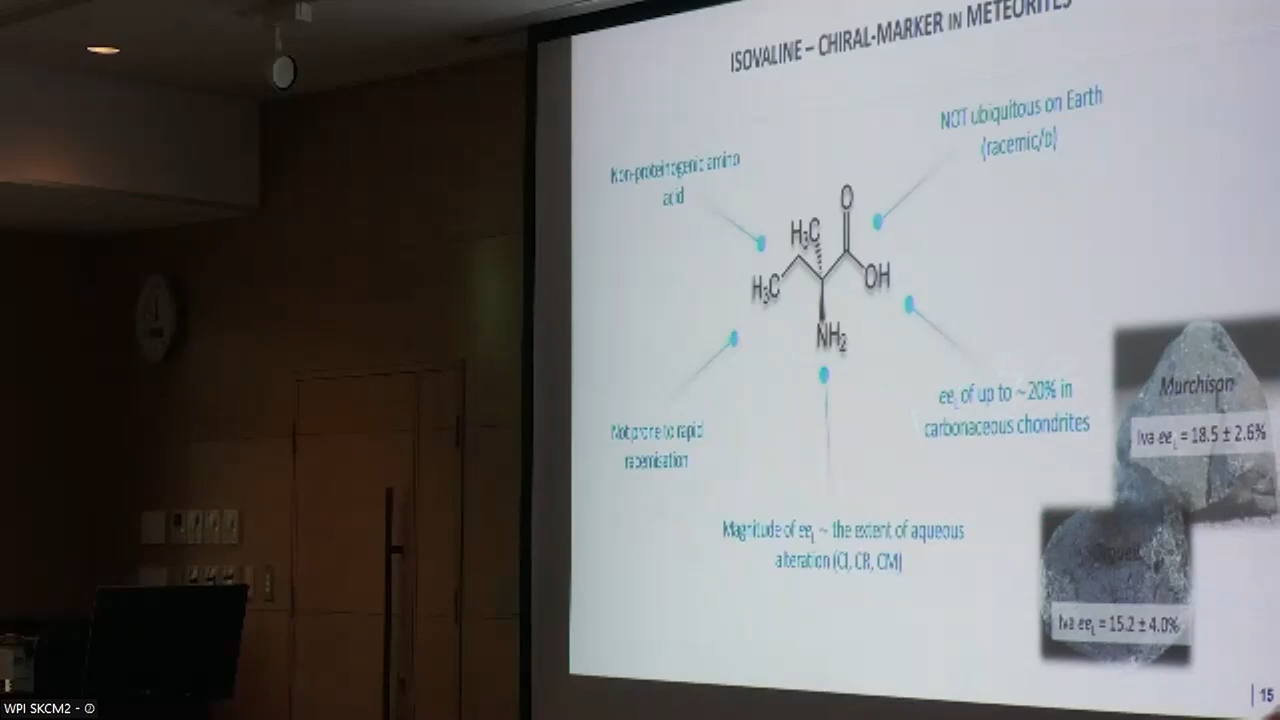 ISOVALINE – CHIRAL-MARKER IN METEORITES
NOT ubiquitous on Earth
(racemic/D)
Non-proteinogenic amino
acid
O
H₃C
H₃C
OH
NH₂
Murchison
Iva eeL = 18.5 ± 2.6%
eeL of up to ~20% in
carbonaceous chondrites
Not prone to rapid
racemisation
Magnitude of eeL ~ the extent of aqueous
alteration (CI, CR, CM)
Iva eeL = 15.2 ± 4.0%
| 15
WPI SKCM2 -